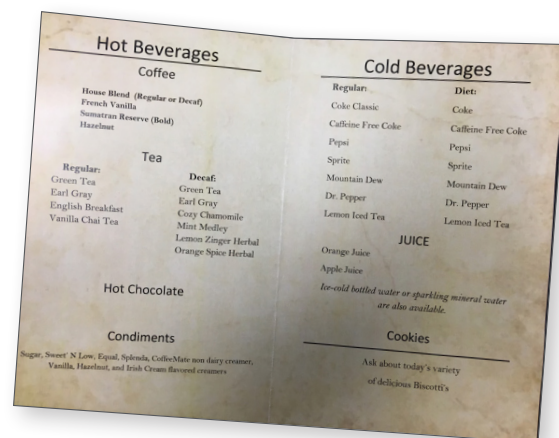 Hot Beverages
Coffee
House Blend (Regular or Decaf)
French Vanilla
Sumatran Reserve (Bold)
Hazelnut
Tea
Regular:
Green Tea
Earl Gray
English Breakfast
Vanilla Chai Tea
Decaf:
Green Tea
Earl Gray
Cozy Chamomile
Mint Medley
Lemon Zinger Herbal
Orange Spice Herbal
Hot Chocolate
Condiments
Sugar, Sweet' N Low, Equal, Splenda, CoffeeMate non dairy creamer,
Vanilla, Hazelnut, and Irish Cream flavored creamers
Cold Beverages
Regular:
Coke Classic
Caffeine Free Coke
Pepsi
Sprite
Mountain Dew
Dr. Pepper
Lemon Iced Tea
Diet:
Coke
Caffeine Free Coke
Pepsi
Sprite
Mountain Dew
Dr. Pepper
Lemon Iced Tea
JUICE
Orange Juice
Apple Juice
Ice-cold bottled water or sparkling mineral water
are also available.
Cookies
Ask about today's variety
of delicious Biscotti's